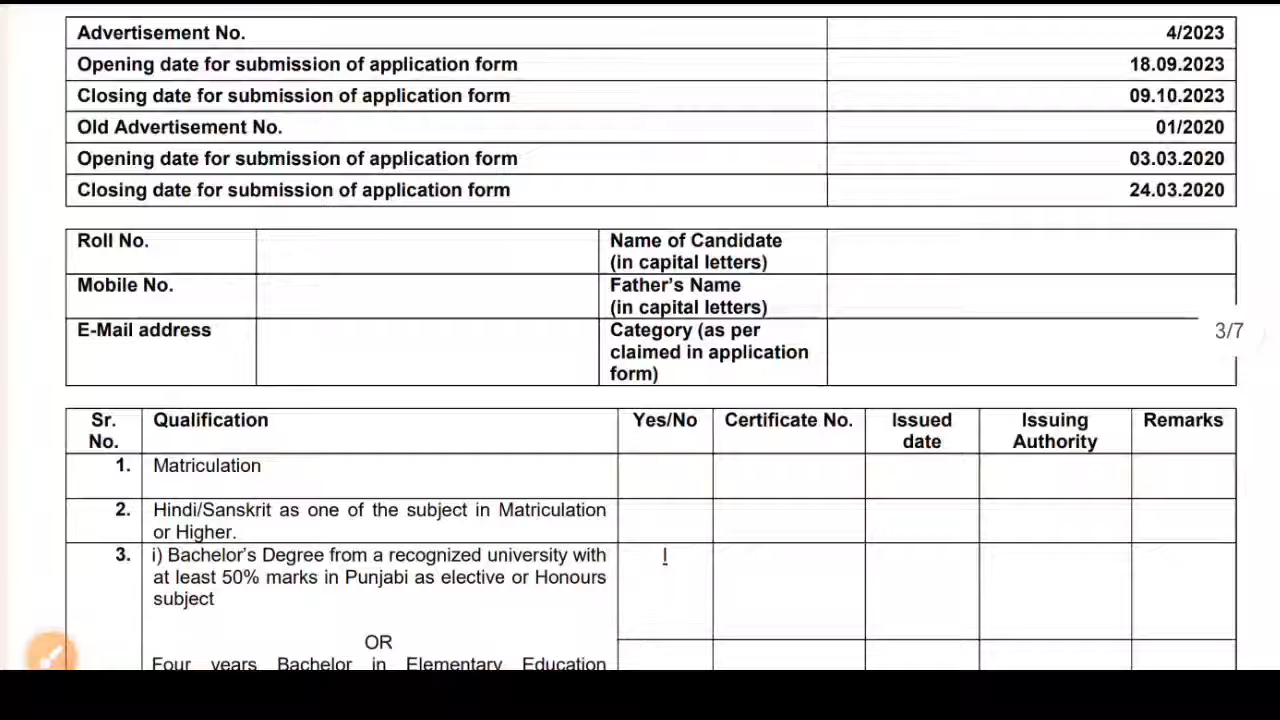 Advertisement No. 4/2023
Opening date for submission of application form 18.09.2023
Closing date for submission of application form 09.10.2023
Old Advertisement No. 01/2020
Opening date for submission of application form 03.03.2020
Closing date for submission of application form 24.03.2020
Roll No. Name of Candidate
(in capital letters)
Mobile No. Father's Name
(in capital letters)
E-Mail address Category (as per
claimed in application
form)
3/7
Sr. No. Qualification Yes/No Certificate No. Issued date Issuing Authority Remarks
1. Matriculation
2. Hindi/Sanskrit as one of the subject in Matriculation
or Higher.
3. i) Bachelor's Degree from a recognized university with
at least 50% marks in Punjabi as elective or Honours
subject
OR
Four years Bachelor in Elementary Education